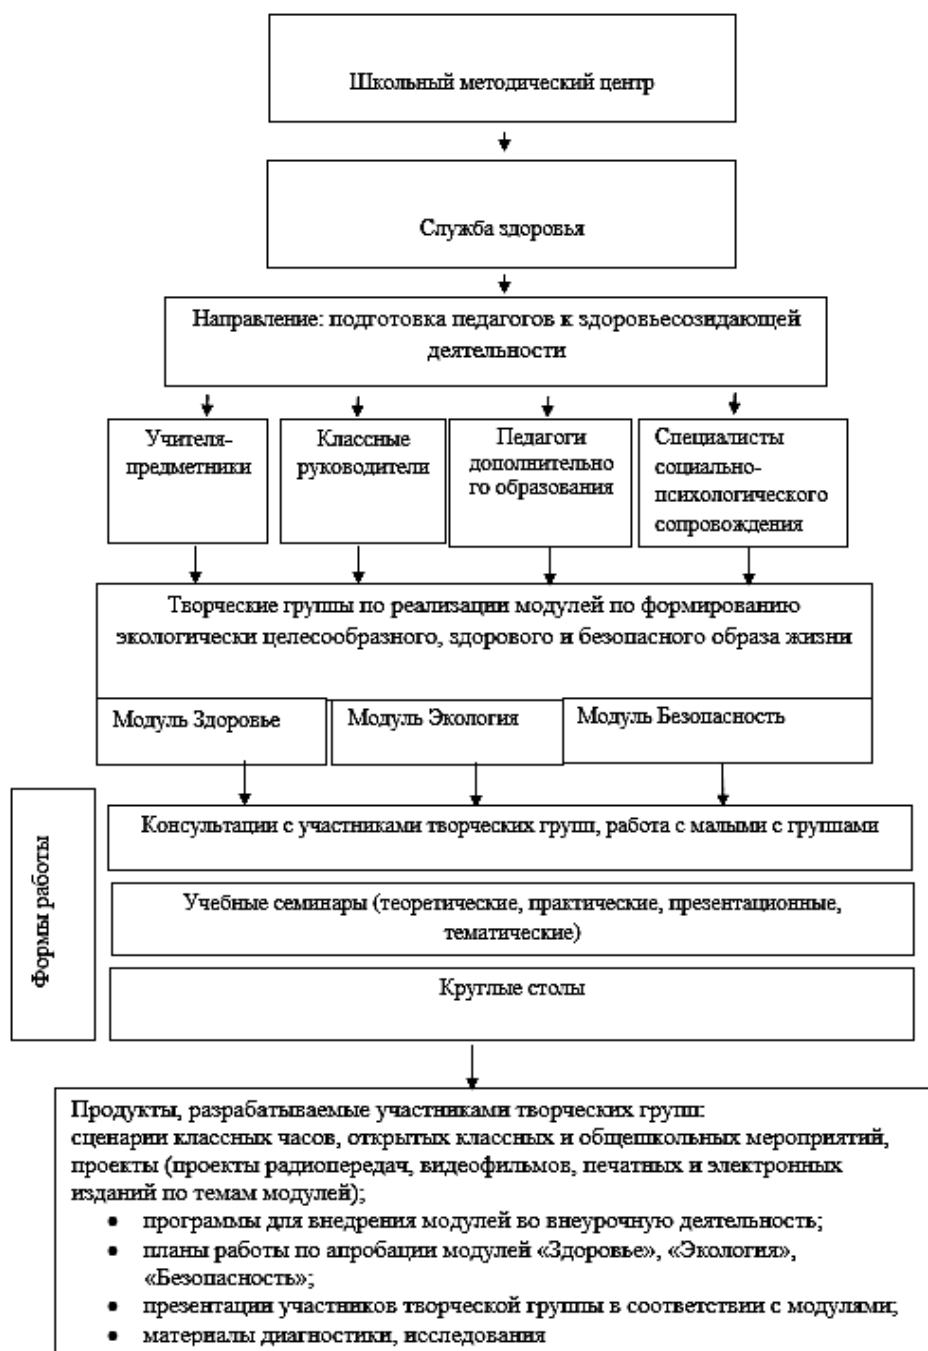 Школьный методический центр
Служба здоровья
Направление: подготовка педагогов к здоровьесозидающей
деятельности
Учителя-
предметники
Классные
руководители
Педагоги
дополнительно
го образования
Специалисты
социально-
психологического
сопровождения
Творческие группы по реализации модулей по формированию
экологически целесообразного, здорового и безопасного образа жизни
Модуль Здоровье
Модуль Экология
Модуль Безопасность
Формы работы
Консультации с участниками творческих групп, работа с малыми с группами
Учебные семинары (теоретические, практические, презентационные,
тематические)
Круглые столы
Продукты, разрабатываемые участниками творческих групп:
сценарии классных часов, открытых классных и общешкольных мероприятий,
проекты (проекты радиопередач, видеофильмов, печатных и электронных
изданий по темам модулей);
• программы для внедрения модулей во внеурочную деятельность;
• планы работы по апробации модулей «Здоровье», «Экология»,
«Безопасность»;
• презентации участников творческой группы в соответствии с модулями;
• материалы диагностики, исследования